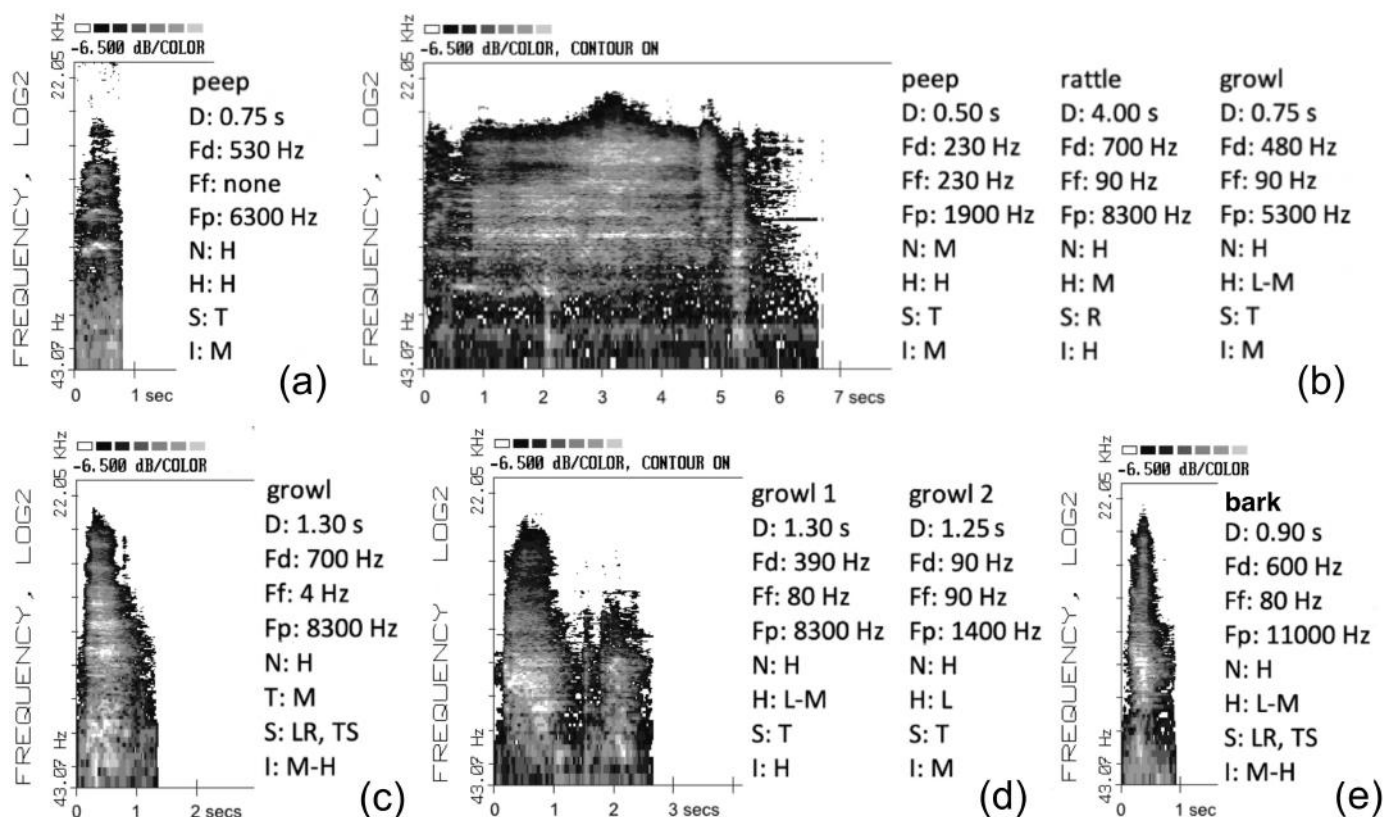 -6.500 dB/COLOR
FREQUENCY, LOG2
22.05 KHz
43.07 Hz
0 1 sec
peep
D: 0.75 s
Fd: 530 Hz
Ff: none
Fp: 6300 Hz
N: H
H: H
S: T
I: M
(a)
-6.500 dB/COLOR, CONTOUR ON
FREQUENCY, LOG2
22.05 KHz
43.07 Hz
0 1 2 3 4 5 6 7 secs
peep
D: 0.50 s
Fd: 230 Hz
Ff: 230 Hz
Fp: 1900 Hz
N: M
H: H
S: T
I: M
rattle
D: 4.00 s
Fd: 700 Hz
Ff: 90 Hz
Fp: 8300 Hz
N: H
H: M
S: R
I: H
growl
D: 0.75 s
Fd: 480 Hz
Ff: 90 Hz
Fp: 5300 Hz
N: H
H: L-M
S: T
I: M
(b)
-6.500 dB/COLOR
FREQUENCY, LOG2
22.05 KHz
43.07 Hz
0 1 2 secs
growl
D: 1.30 s
Fd: 700 Hz
Ff: 4 Hz
Fp: 8300 Hz
N: H
T: M
S: LR, TS
I: M-H
(c)
-6.500 dB/COLOR, CONTOUR ON
FREQUENCY LOG2
22.05 KHz
43.07 Hz
0 1 2 3 secs
growl 1
D: 1.30 s
Fd: 390 Hz
Ff: 80 Hz
Fp: 8300 Hz
N: H
H: L-M
S: T
I: H
growl 2
D: 1.25 s
Fd: 90 Hz
Ff: 90 Hz
Fp: 1400 Hz
N: H
H: L
S: T
I: M
(d)
-6.500 dB/COLOR
FREQUENCY, LOG2
22.05 KHz
43.07 Hz
0 1 sec
bark
D: 0.90 s
Fd: 600 Hz
Ff: 80 Hz
Fp: 11000 Hz
N: H
H: L-M
S: LR, TS
I: M-H
(e)